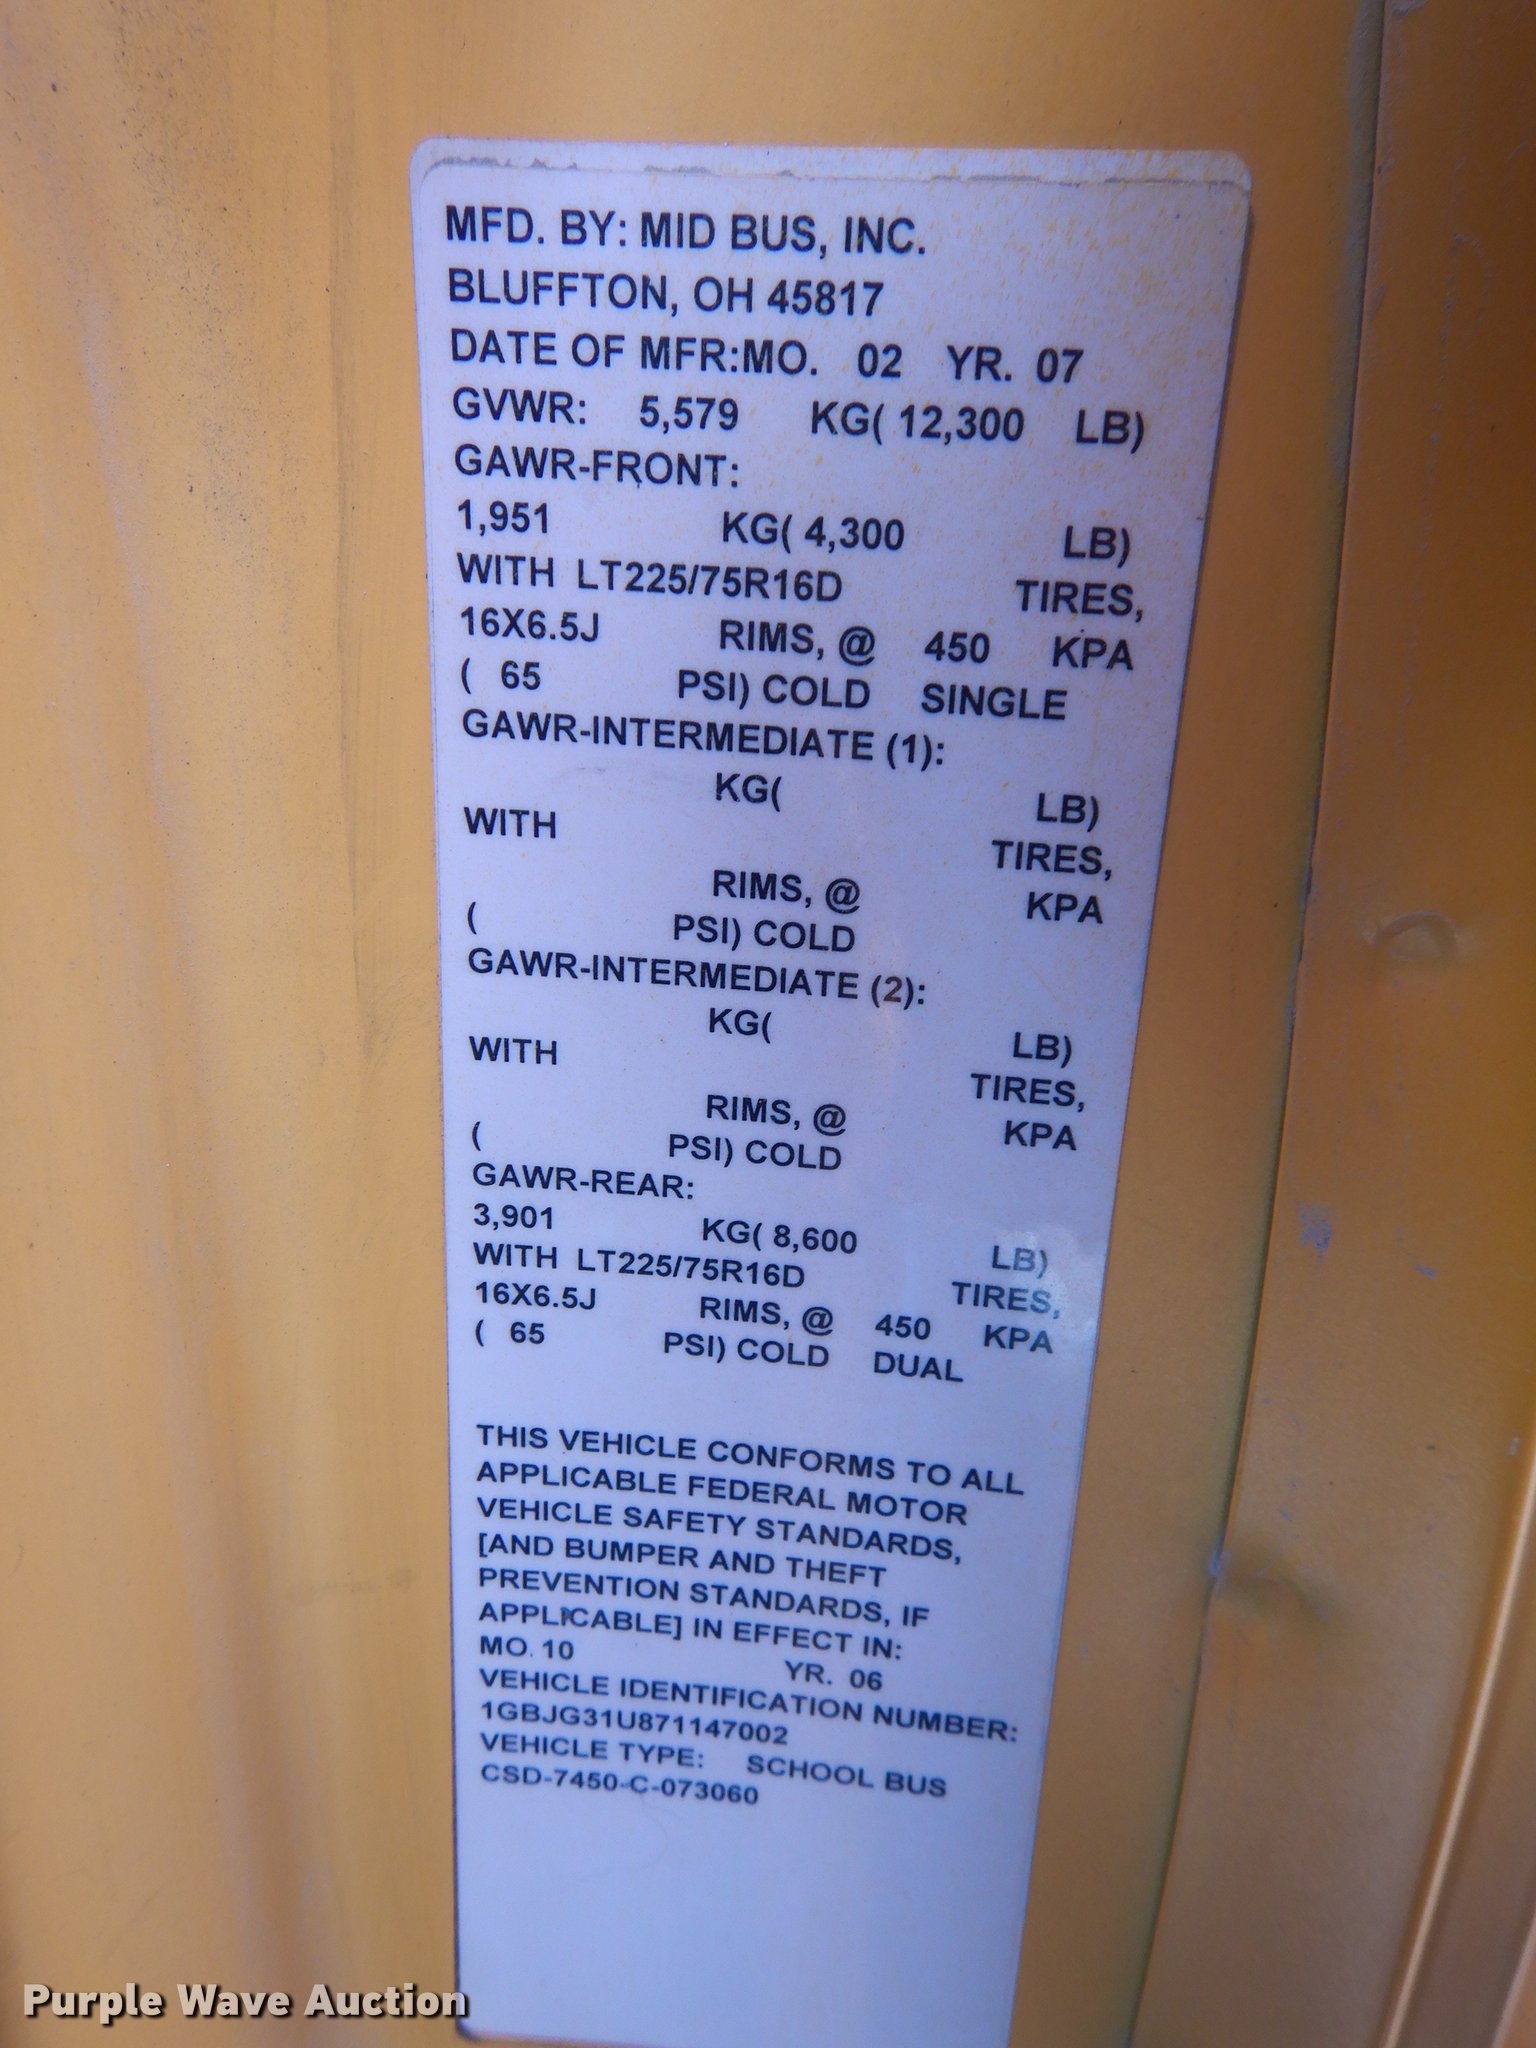 MFD. BY: MID BUS, INC.
BLUFFTON, OH 45817
DATE OF MFR:MO. 02 YR. 07
GVWR: 5,579 KG( 12,300 LB)
GAWR-FRONT:
1,951 KG( 4,300 LB)
WITH LT225/75R16D TIRES,
16X6.5J RIMS, @ 450 KPA
( 65 PSI) COLD SINGLE
GAWR-INTERMEDIATE (1):
KG( LB)
WITH TIRES,
RIMS, @ KPA
( PSI) COLD
GAWR-INTERMEDIATE (2):
KG( LB)
WITH TIRES,
RIMS, @ KPA
( PSI) COLD
GAWR-REAR:
3,901 KG( 8,600 LB)
WITH LT225/75R16D TIRES,
16X6.5J RIMS, @ 450 KPA
( 65 PSI) COLD DUAL
THIS VEHICLE CONFORMS TO ALL
APPLICABLE FEDERAL MOTOR
VEHICLE SAFETY STANDARDS,
[AND BUMPER AND THEFT
PREVENTION STANDARDS, IF
APPLICABLE] IN EFFECT IN:
MO. 10 YR. 06
VEHICLE IDENTIFICATION NUMBER:
1GBJG31U871147002
VEHICLE TYPE: SCHOOL BUS
CSD-7450-C-073060
Purple Wave Auction